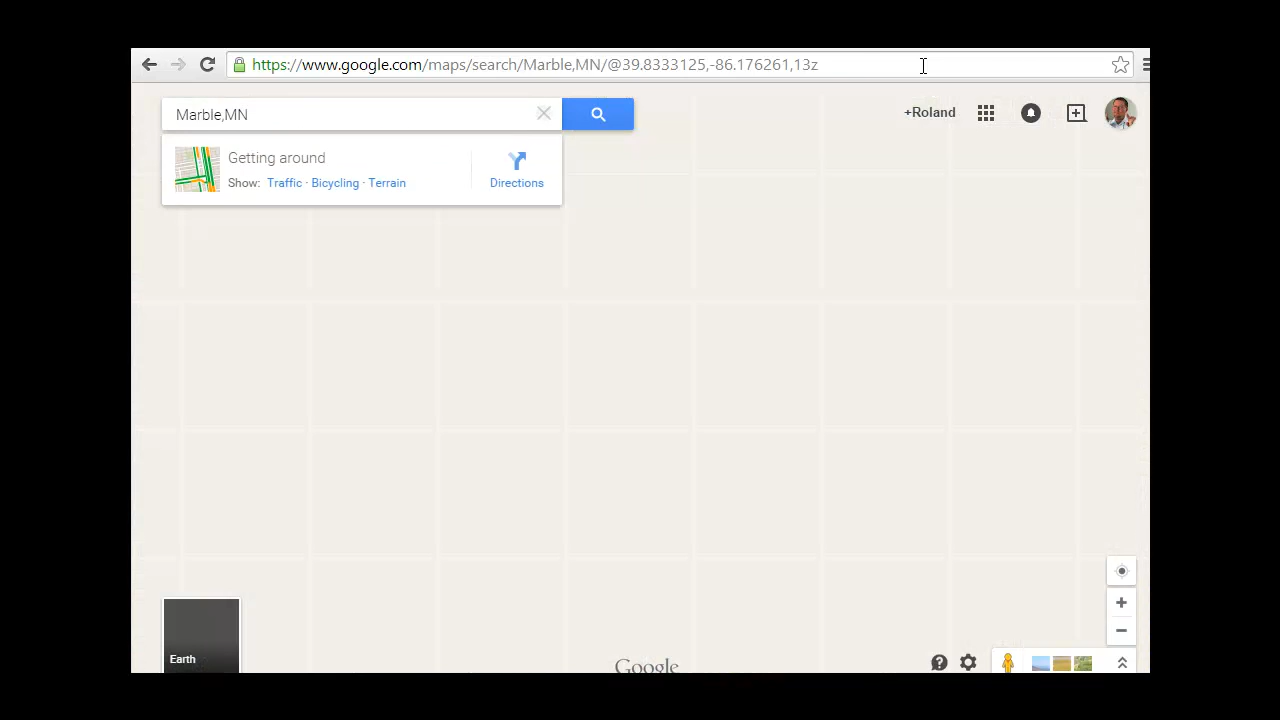 https://www.google.com/maps/search/Marble,MN/@39.8333125,-86.176261,13z
Marble,MN
+Roland
Getting around
Show: Traffic · Bicycling · Terrain
Directions
Earth
Google